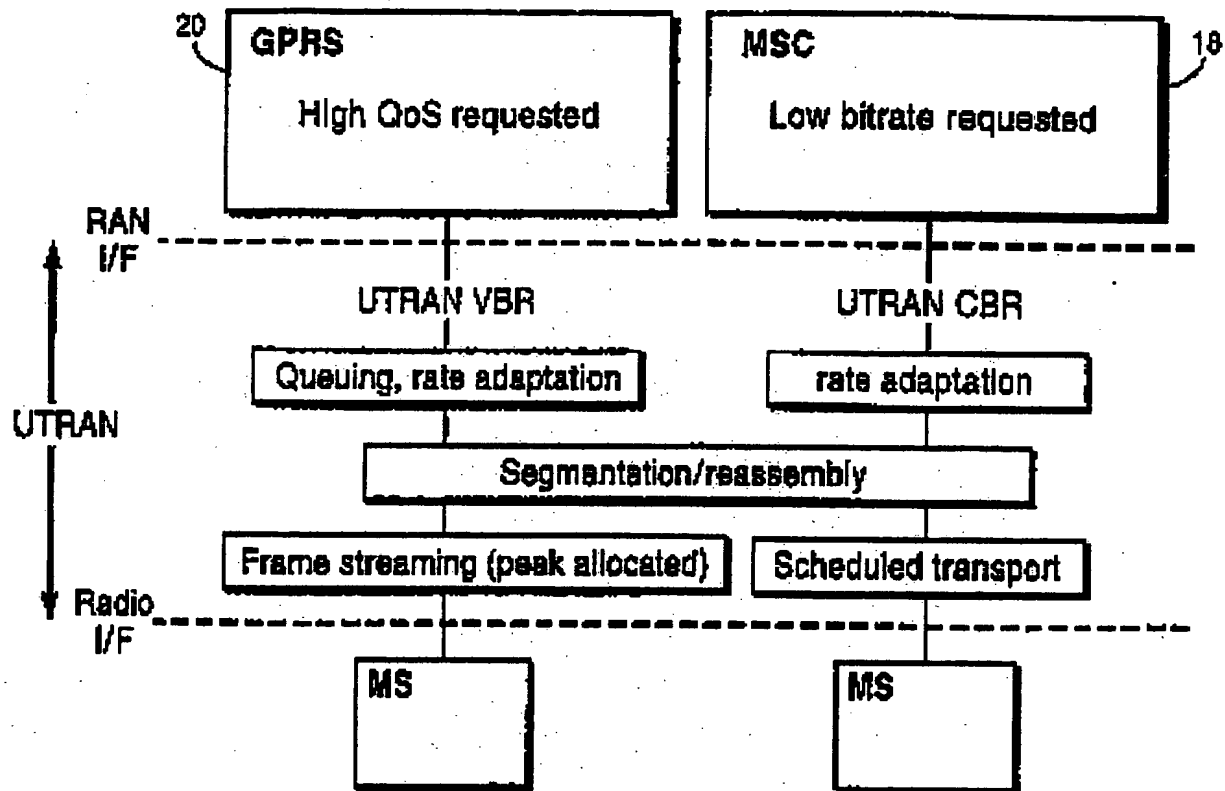 20
GPRS
High QoS requested
MSC
Low bitrate requested
18
RAN
I/F
UTRAN VBR
UTRAN CBR
Queuing, rate adaptation
rate adaptation
UTRAN
Segmentation/reassembly
Frame streaming (peak allocated)
Scheduled transport
Radio
I/F
MS
MS